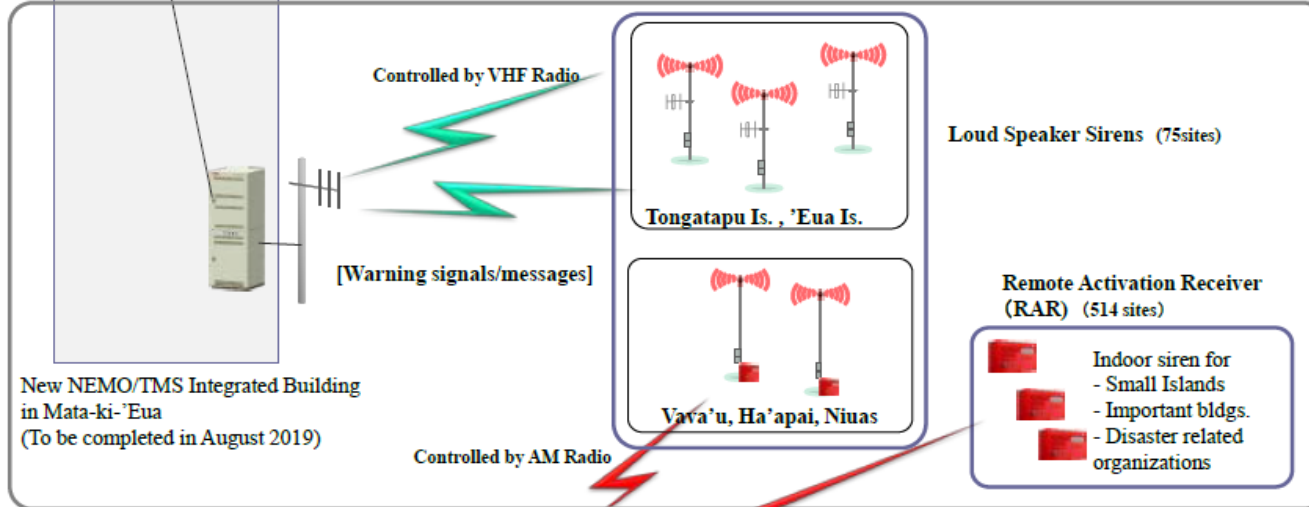 Controlled by VHF Radio
Loud Speaker Sirens (75sites)
Tongatapu Is. , ’Eua Is.
[Warning signals/messages]
Remote Activation Receiver
(RAR) (514 sites)
Indoor siren for
- Small Islands
- Important bldgs.
- Disaster related
organizations
New NEMO/TMS Integrated Building
in Mata-ki-’Eua
(To be completed in August 2019)
Vava’u, Ha’apai, Niuas
Controlled by AM Radio